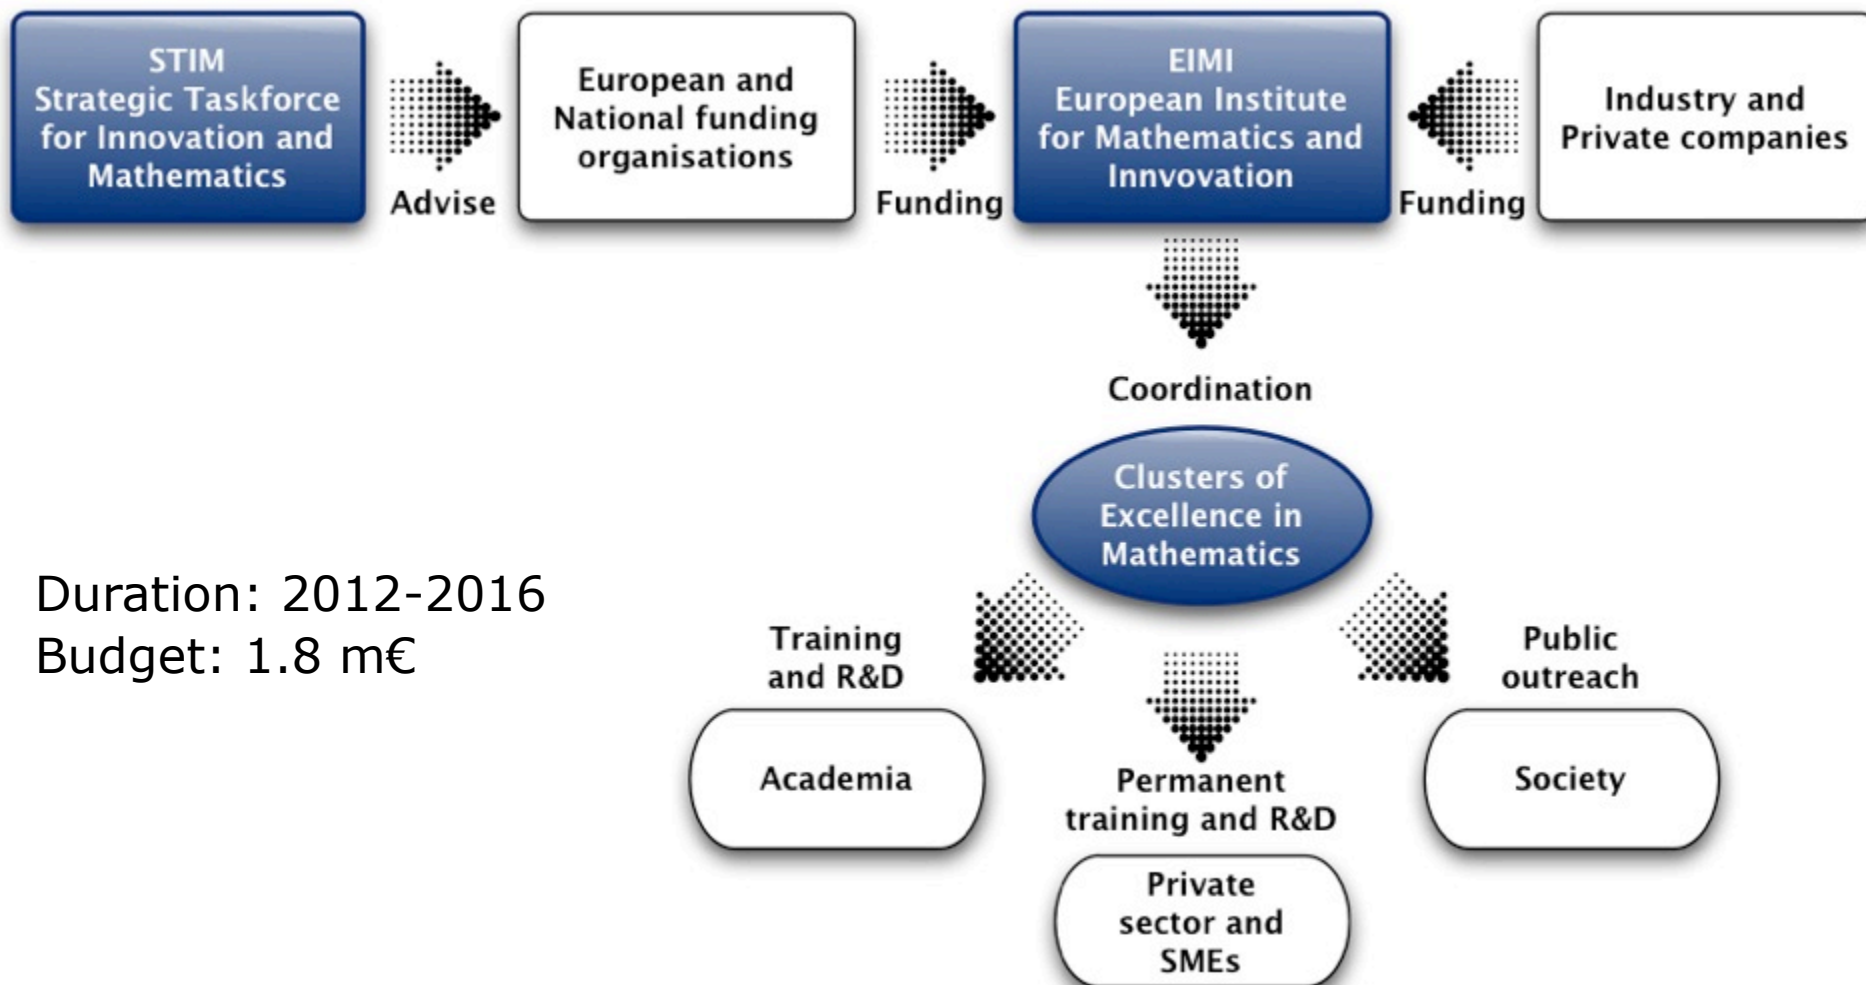 STIM
Strategic Taskforce
for Innovation and
Mathematics
Advise
European and
National funding
organisations
Funding
EIMI
European Institute
for Mathematics and
Innvovation
Funding
Industry and
Private companies
Coordination
Clusters of
Excellence in
Mathematics
Duration: 2012-2016
Budget: 1.8 m€
Training
and R&D
Academia
Permanent
training and R&D
Private
sector and
SMEs
Public
outreach
Society